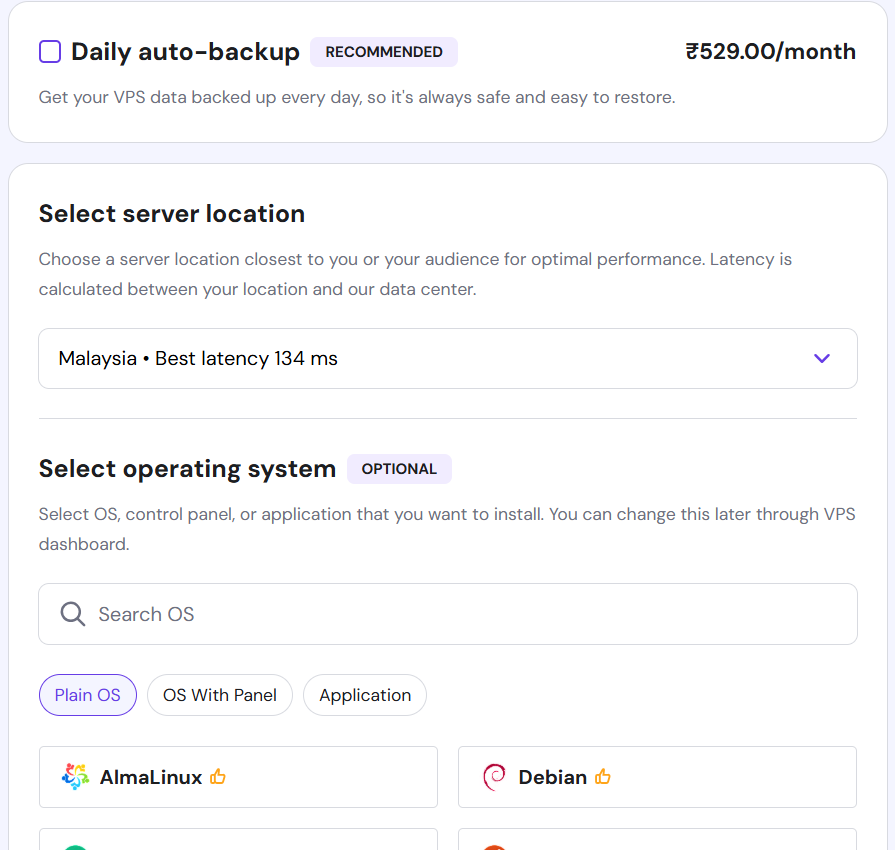 Daily auto-backup RECOMMENDED ₹529.00/month
Get your VPS data backed up every day, so it's always safe and easy to restore.
Select server location
Choose a server location closest to you or your audience for optimal performance. Latency is
calculated between your location and our data center.
Malaysia • Best latency 134 ms
Select operating system OPTIONAL
Select OS, control panel, or application that you want to install. You can change this later through VPS
dashboard.
Search OS
Plain OS OS With Panel Application
AlmaLinux Debian